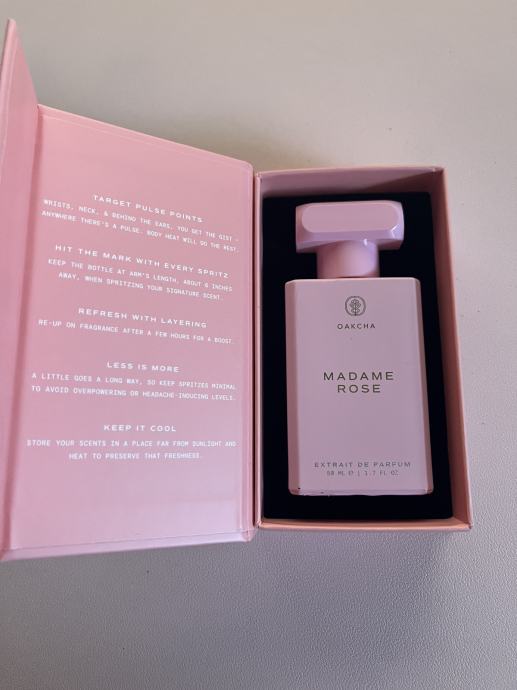 TARGET PULSE POINTS
WRISTS, NECK, & BEHIND THE EARS, YOU GET THE GIST -
ANYWHERE THERE'S A PULSE. BODY HEAT WILL DO THE REST.
HIT THE MARK WITH EVERY SPRITZ
KEEP THE BOTTLE AT ARM'S LENGTH, ABOUT 6 INCHES
AWAY, WHEN SPRITZING YOUR SIGNATURE SCENT.
REFRESH WITH LAYERING
RE-UP ON FRAGRANCE AFTER A FEW HOURS FOR A BOOST.
LESS IS MORE
A LITTLE GOES A LONG WAY, SO KEEP SPRITZES MINIMAL
TO AVOID OVERPOWERING OR HEADACHE-INDUCING LEVELS.
KEEP IT COOL
STORE YOUR SCENTS IN A PLACE FAR FROM SUNLIGHT AND
HEAT TO PRESERVE THAT FRESHNESS.
OAKCHA
MADAME
ROSE
EXTRAIT DE PARFUM
50 ML ℮ | 1.7 FL OZ